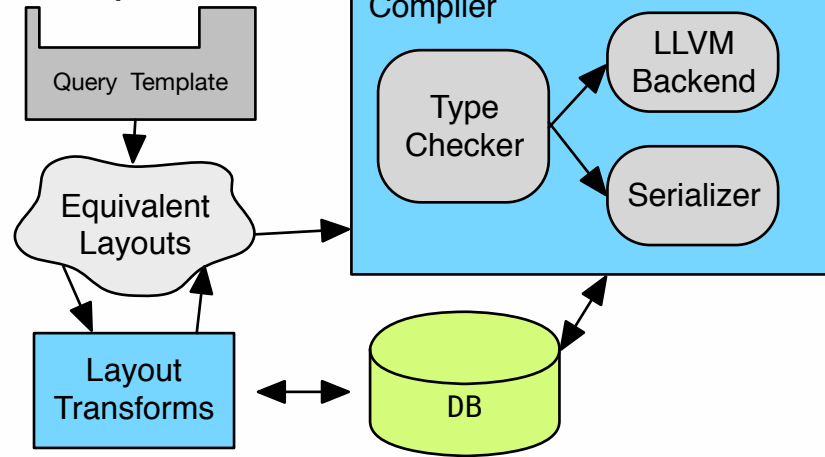 Compiler
Query Template
LLVM
Backend
Type
Checker
Serializer
Equivalent
Layouts
Layout
Transforms
DB